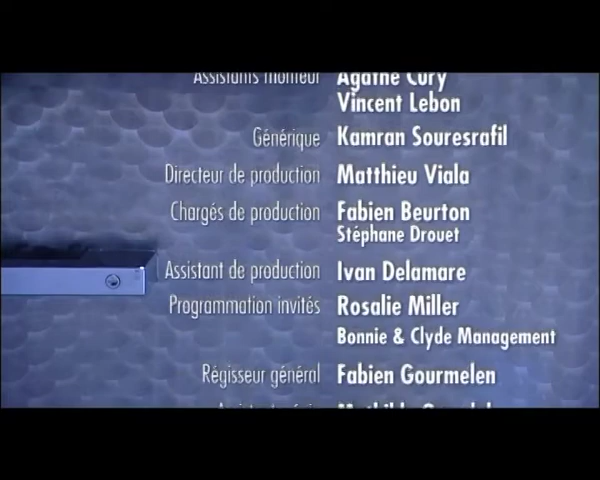 Assistants monteur Agathe Cury
Vincent Lebon
Générique Kamran Souresrafil
Directeur de production Matthieu Viala
Chargés de production Fabien Beurton
Stéphane Drouet
Assistant de production Ivan Delamare
Programmation invités Rosalie Miller
Bonnie & Clyde Management
Régisseur général Fabien Gourmelen